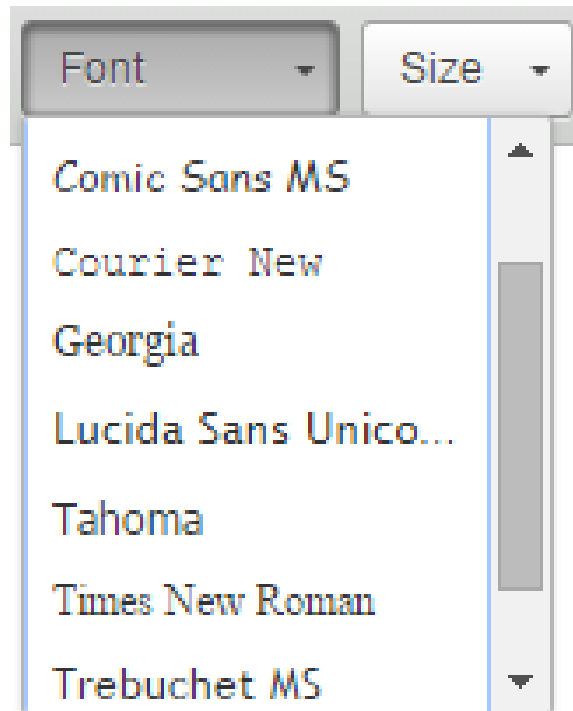 Font Size
Comic Sans MS
Courier New
Georgia
Lucida Sans Unico...
Tahoma
Times New Roman
Trebuchet MS